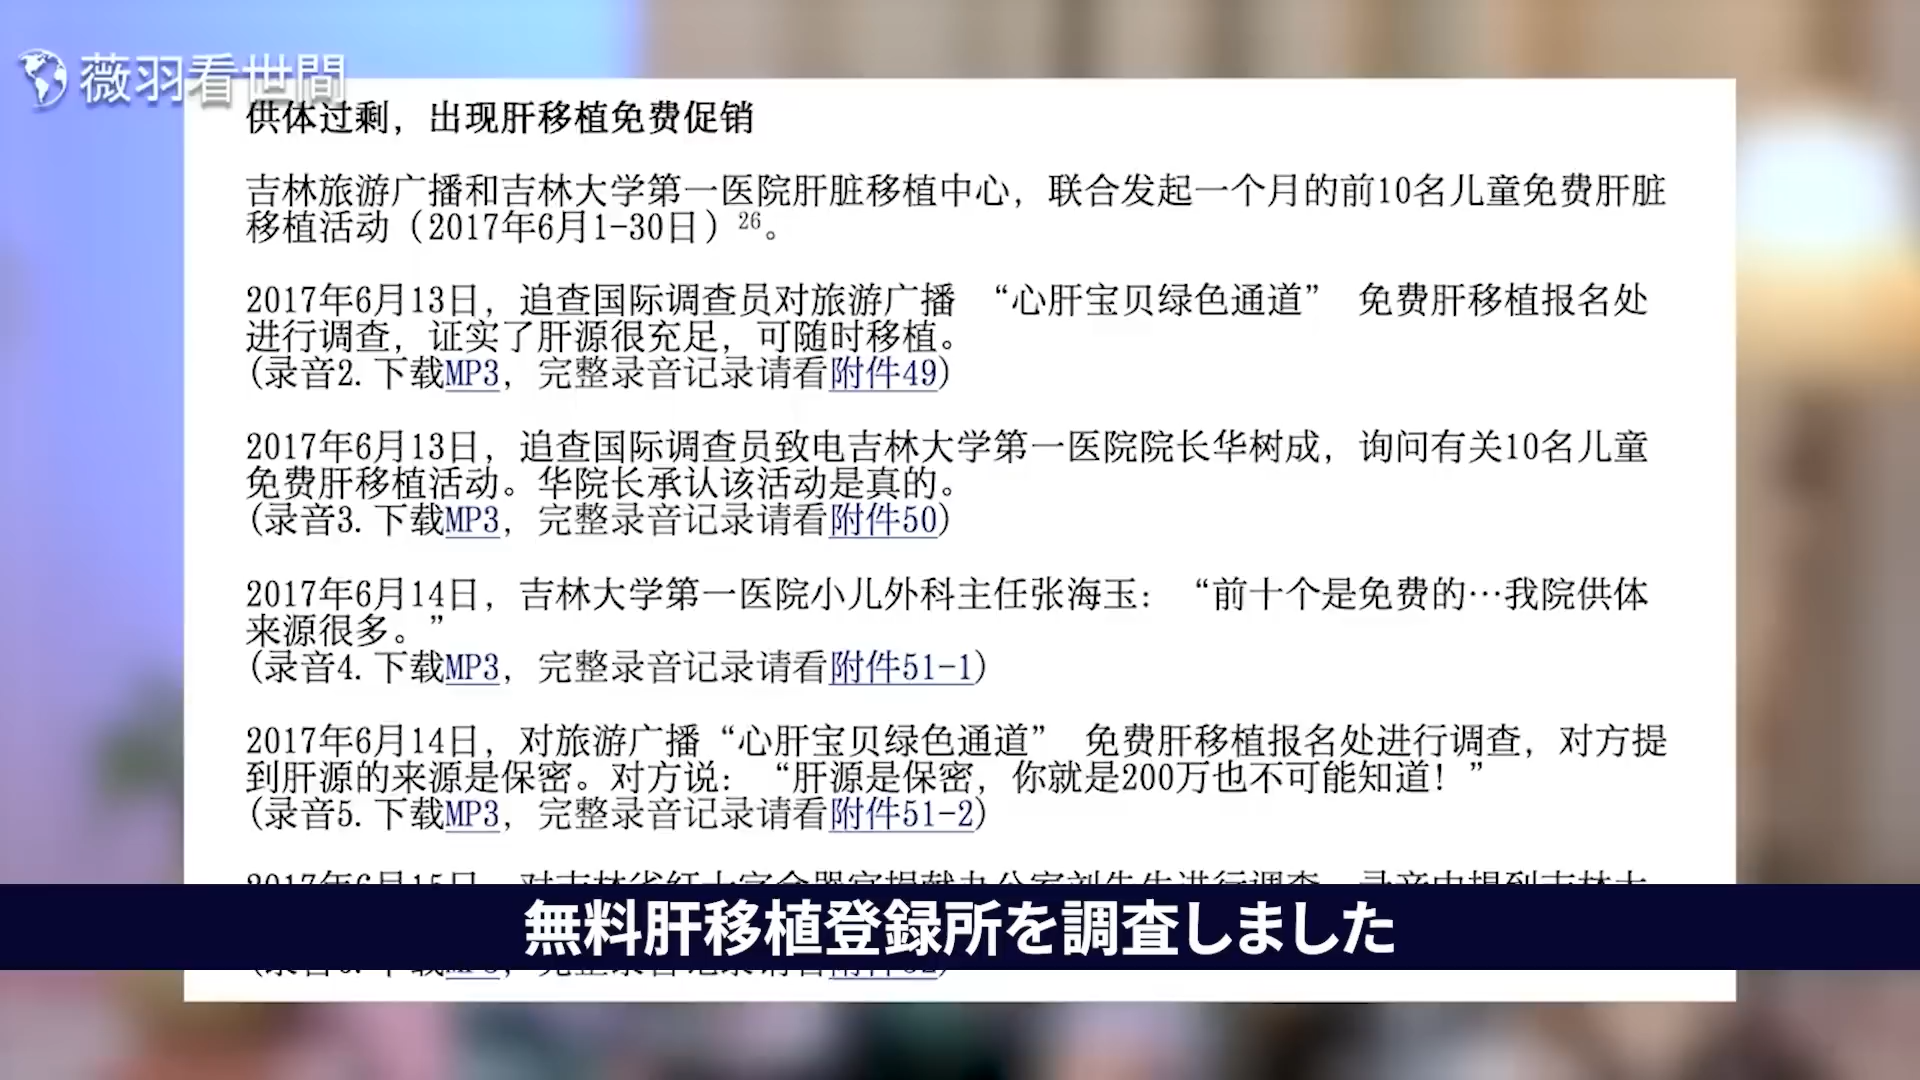 薇羽看世間
供体过剩，出现肝移植免费促销
吉林旅游广播和吉林大学第一医院肝脏移植中心，联合发起一个月的前10名儿童免费肝脏
移植活动（2017年6月1-30日）26。
2017年6月13日，追查国际调查员对旅游广播 “心肝宝贝绿色通道” 免费肝移植报名处
进行调查，证实了肝源很充足，可随时移植。
(录音2.下载MP3，完整录音记录请看附件49)
2017年6月13日，追查国际调查员致电吉林大学第一医院院长华树成，询问有关10名儿童
免费肝移植活动。华院长承认该活动是真的。
(录音3.下载MP3，完整录音记录请看附件50)
2017年6月14日，吉林大学第一医院小儿外科主任张海玉：“前十个是免费的…我院供体
来源很多。”
(录音4.下载MP3，完整录音记录请看附件51-1)
2017年6月14日，对旅游广播“心肝宝贝绿色通道” 免费肝移植报名处进行调查，对方提
到肝源的来源是保密。对方说：“肝源是保密，你就是200万也不可能知道！”
(录音5.下载MP3，完整录音记录请看附件51-2)
無料肝移植登録所を調査しました